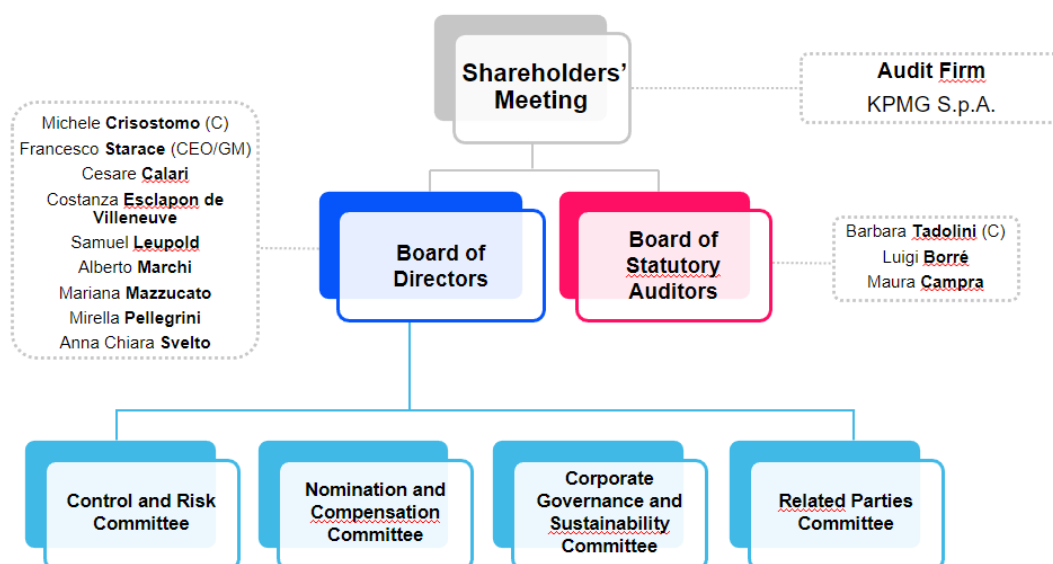 Shareholders'
Meeting
Audit Firm
KPMG S.p.A.
Michele Crisostomo (C)
Francesco Starace (CEO/GM)
Cesare Calari
Costanza Esclapon de
Villeneuve
Samuel Leupold
Alberto Marchi
Mariana Mazzucato
Mirella Pellegrini
Anna Chiara Svelto
Board of
Directors
Board of
Statutory
Auditors
Barbara Tadolini (C)
Luigi Borré
Maura Campra
Control and Risk
Committee
Nomination and
Compensation
Committee
Corporate
Governance and
Sustainability
Committee
Related Parties
Committee